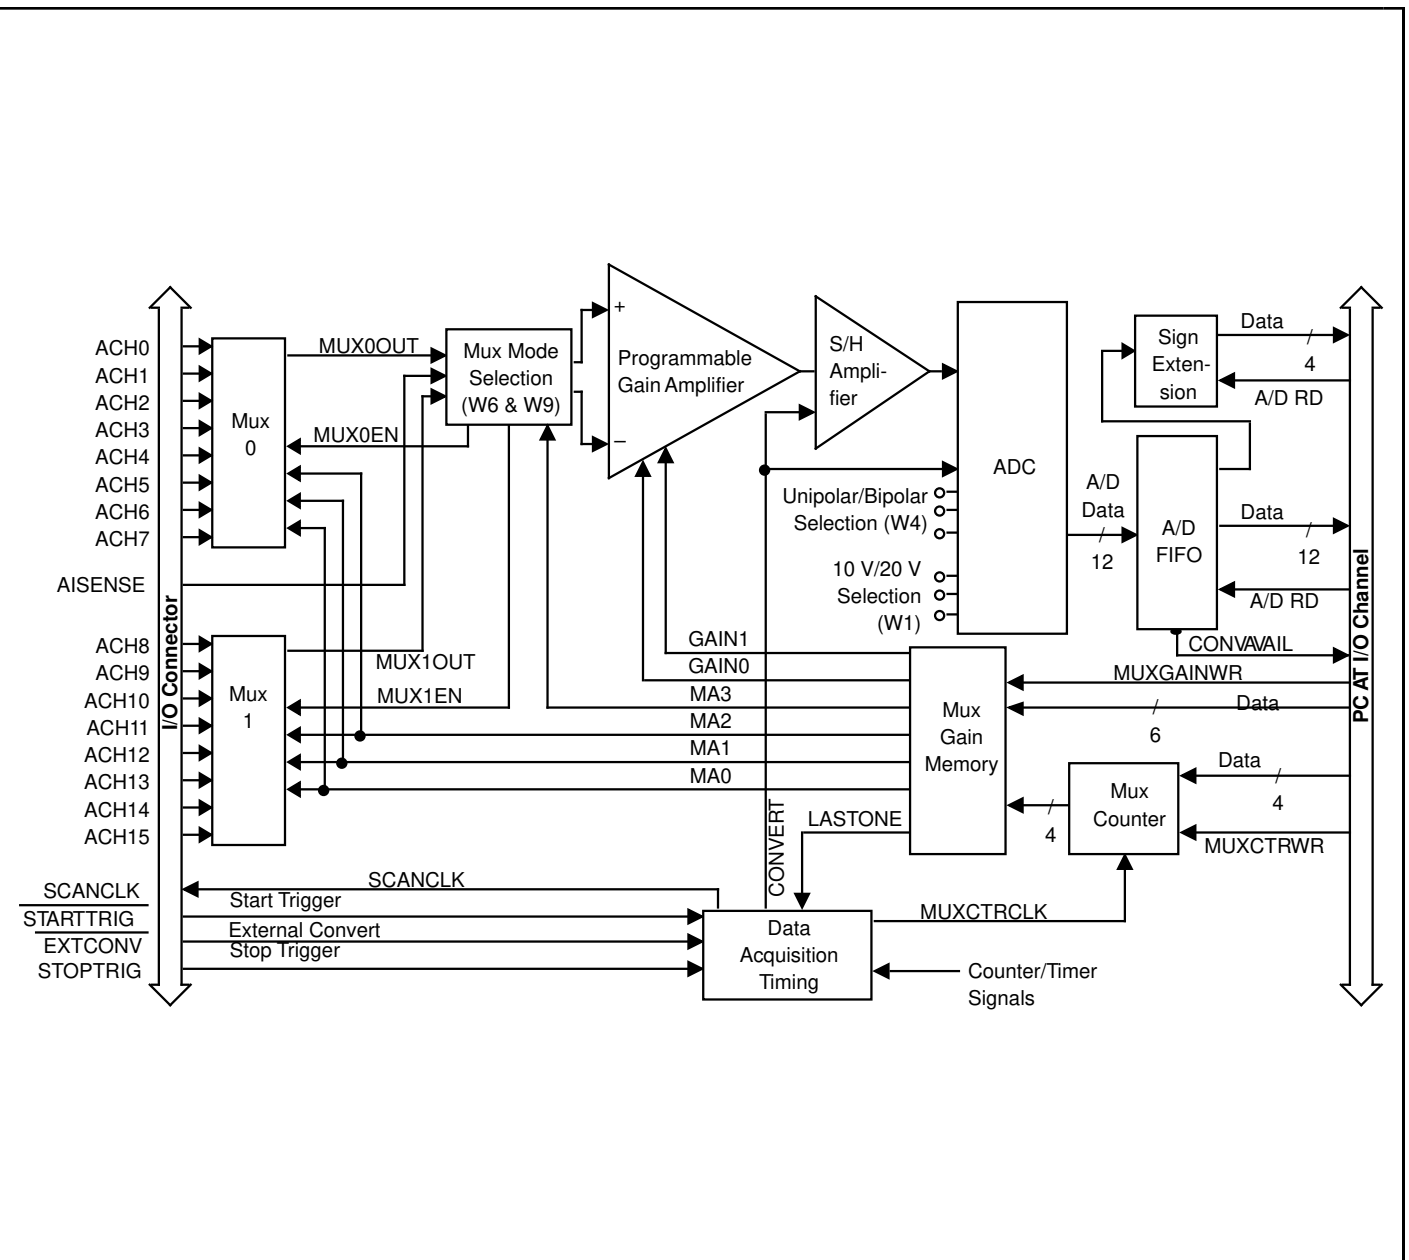 ACH0
ACH1
ACH2
ACH3
ACH4
ACH5
ACH6
ACH7
AISENSE
ACH8
ACH9
ACH10
ACH11
ACH12
ACH13
ACH14
ACH15
SCANCLK
STARTTRIG
EXTCONV
STOPTRIG
I/O Connector
Mux
0
Mux
1
MUX0OUT
MUX0EN
MUX1OUT
MUX1EN
Mux Mode
Selection
(W6 & W9)
+
–
Programmable
Gain Amplifier
S/H
Ampli-
fier
ADC
Unipolar/Bipolar
Selection (W4)
10 V/20 V
Selection
(W1)
GAIN1
GAIN0
MA3
MA2
MA1
MA0
LASTONE
CONVERT
SCANCLK
Start Trigger
External Convert
Stop Trigger
Data
Acquisition
Timing
MUXCTRCLK
Counter/Timer
Signals
Mux
Gain
Memory
Mux
Counter
4
A/D
Data
12
A/D
FIFO
Sign
Exten-
sion
Data
4
A/D RD
Data
12
A/D RD
CONVAVAIL
MUXGAINWR
Data
6
Data
4
MUXCTRWR
PC AT I/O Channel